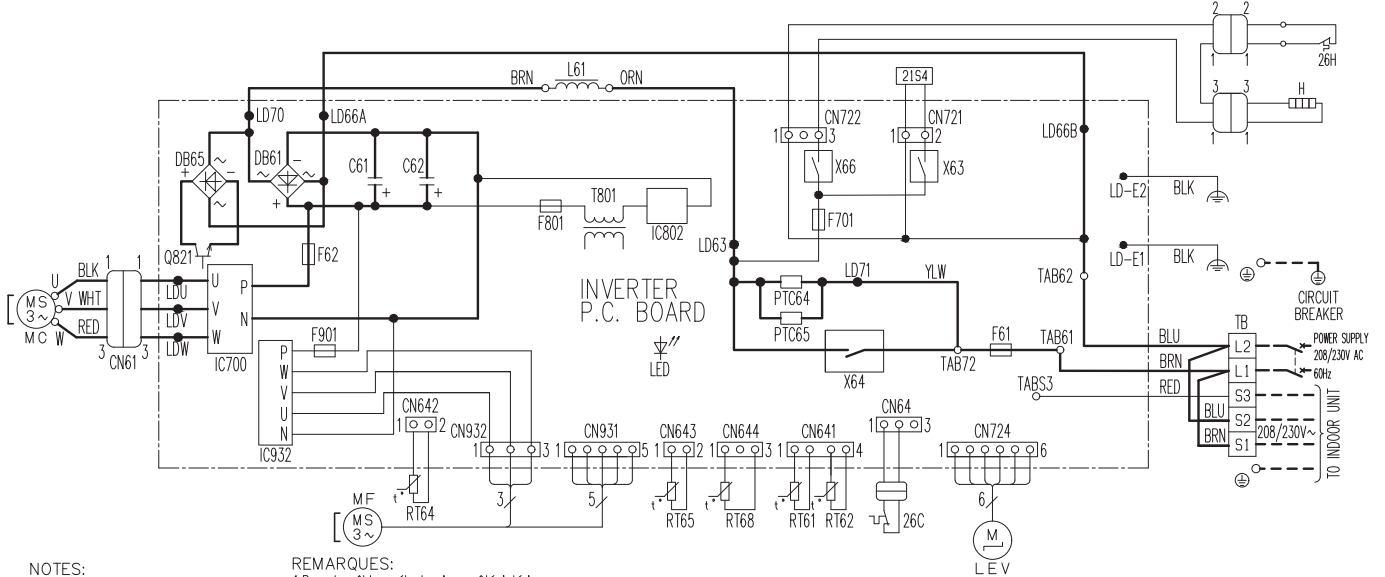 2 2
1 1
26H
3 3
H
1 1
BRN L61 ORN
21S4
LD70 LD66A
1 3 CN722
1 2 CN721
LD66B
DB65 DB61
C61 C62
X66 X63
+ ~ -
~ - ~
~ + + +
T801
F801 IC802
F701
LD-E2 BLK
Q821 F62
LD63
LD-E1 BLK
TAB62
CIRCUIT
BREAKER
INVERTER
P.C. BOARD
LED
PTC64 LD71 YLW
PTC65
1 1
U BLK LDU U P
MS
3~
V WHT LDV V N
MC W RED LDW W
3 3
CN61 IC700
F901
X64 TAB72 F61 TAB61
TB
BLU L2 POWER SUPPLY
208/230V AC
BRN L1 60Hz
TABS3 RED S3
BLU S2
208/230V~
BRN S1
TO INDOOR UNIT
P
W
V
U
N
IC932
CN642
1 2
CN932
1 3
CN931
1 5
CN643
1 2
CN644
1 3
CN641
1 4
CN64
1 3
CN724
1 6
t° RT64
3 5
t° RT65
t° RT68
t° RT61
t° RT62
26C
6
MF
MS
3~
M
LEV
NOTES:
REMARQUES: